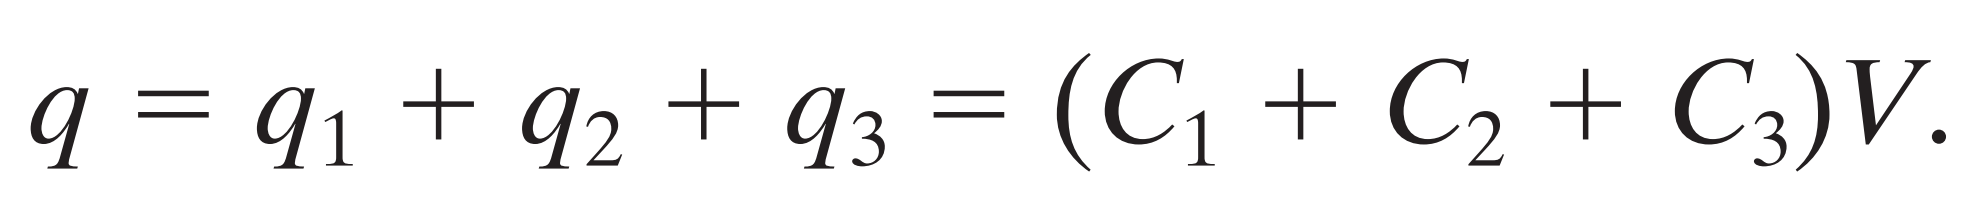 q = q₁ + q₂ + q₃ = (C₁ + C₂ + C₃)V.